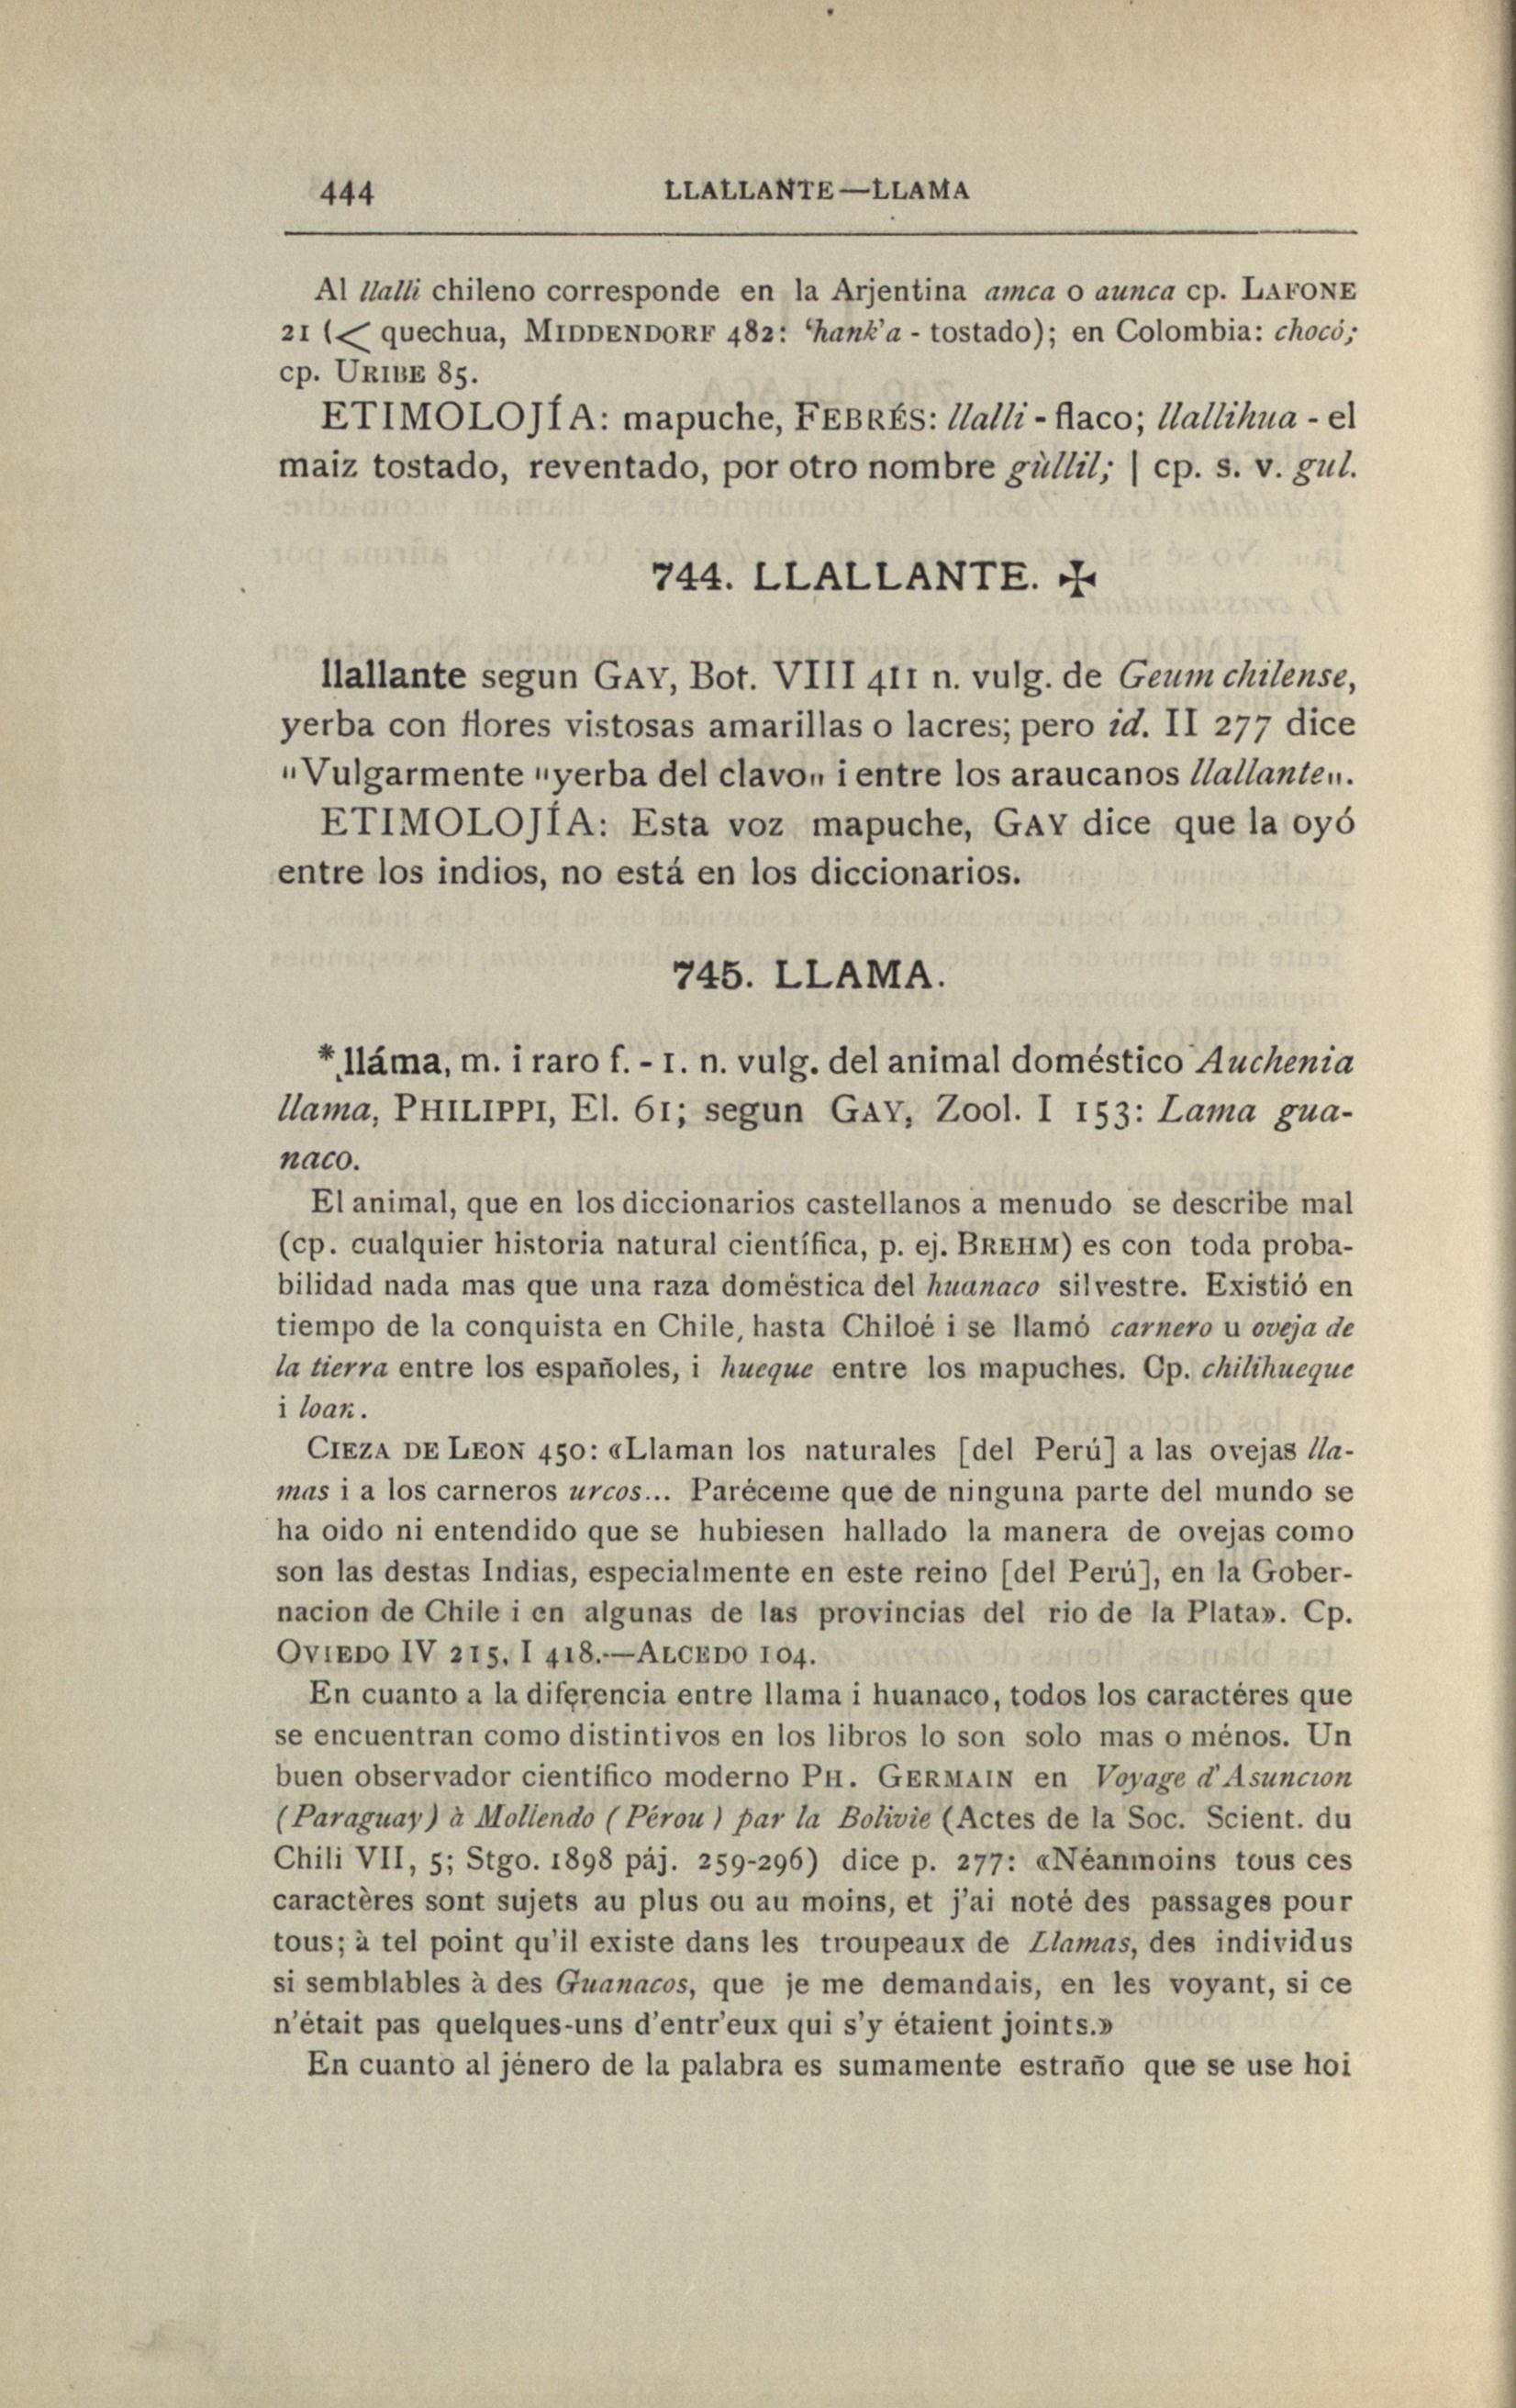 444 LLALLANTE—LLAMA
Al llalli chileno corresponde en la Arjentina amca o aunca cp. LAFONE
21 (< quechua, MIDDENDORF 482: ‘hank’a - tostado); en Colombia: chocó;
cp. URIBE 85.
ETIMOLOJÍA: mapuche, FEBRÉS: llalli - flaco; llallihua - el
maiz tostado, reventado, por otro nombre gùllil; | cp. s. v. gul.
744. LLALLANTE. ✠
llallante segun GAY, Bot. VIII 411 n. vulg. de Geum chilense,
yerba con flores vistosas amarillas o lacres; pero id. II 277 dice
"Vulgarmente "yerba del clavo" i entre los araucanos llallante".
ETIMOLOJÍA: Esta voz mapuche, GAY dice que la oyó
entre los indios, no está en los diccionarios.
745. LLAMA.
* lláma, m. i raro f. - 1. n. vulg. del animal doméstico Auchenia
llama, PHILIPPI, El. 61; segun GAY, Zool. I 153: Lama gua-
naco.
El animal, que en los diccionarios castellanos a menudo se describe mal
(cp. cualquier historia natural científica, p. ej. BREHM) es con toda proba-
bilidad nada mas que una raza doméstica del huanaco silvestre. Existió en
tiempo de la conquista en Chile, hasta Chiloé i se llamó carnero u oveja de
la tierra entre los españoles, i hueque entre los mapuches. Cp. chilihueque
i loan.
CIEZA DE LEON 450: «Llaman los naturales [del Perú] a las ovejas lla-
mas i a los carneros urcos... Paréceme que de ninguna parte del mundo se
ha oido ni entendido que se hubiesen hallado la manera de ovejas como
son las destas Indias, especialmente en este reino [del Perú], en la Gober-
nacion de Chile i en algunas de las provincias del rio de la Plata». Cp.
OVIEDO IV 215, I 418.—ALCEDO 104.
En cuanto a la diferencia entre llama i huanaco, todos los caractéres que
se encuentran como distintivos en los libros lo son solo mas o ménos. Un
buen observador científico moderno PH. GERMAIN en Voyage d'Asuncion
(Paraguay) à Mollendo (Pérou) par la Bolivie (Actes de la Soc. Scient. du
Chili VII, 5; Stgo. 1898 páj. 259-296) dice p. 277: «Néanmoins tous ces
caractères sont sujets au plus ou au moins, et j'ai noté des passages pour
tous; à tel point qu'il existe dans les troupeaux de Llamas, des individus
si semblables à des Guanacos, que je me demandais, en les voyant, si ce
n'était pas quelques-uns d'entr'eux qui s'y étaient joints.»
En cuanto al jénero de la palabra es sumamente estraño que se use hoi